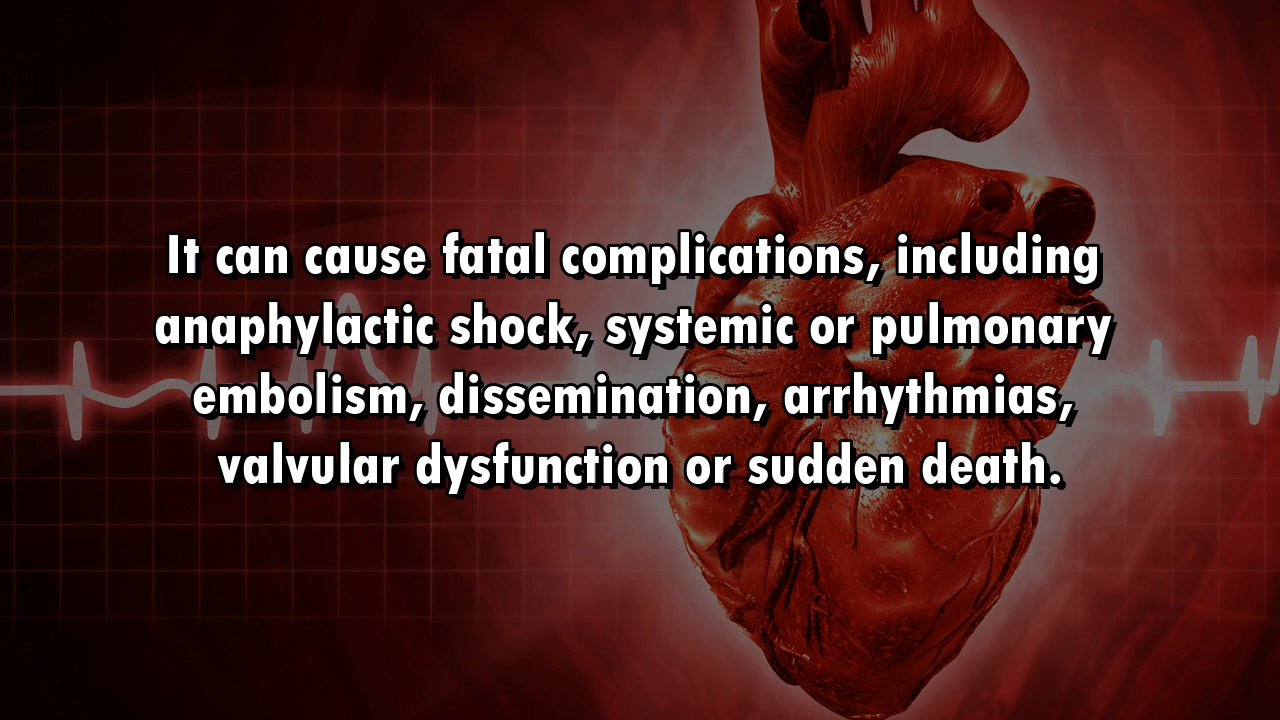 It can cause fatal complications, including
anaphylactic shock, systemic or pulmonary
embolism, dissemination, arrhythmias,
valvular dysfunction or sudden death.